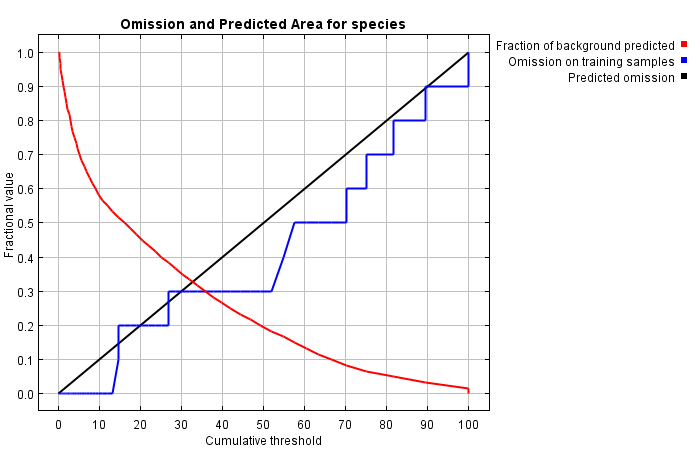 Omission and Predicted Area for species
Fraction of background predicted
Omission on training samples
Predicted omission
Fractional value
1.0
0.9
0.8
0.7
0.6
0.5
0.4
0.3
0.2
0.1
0.0
0 10 20 30 40 50 60 70 80 90 100
Cumulative threshold